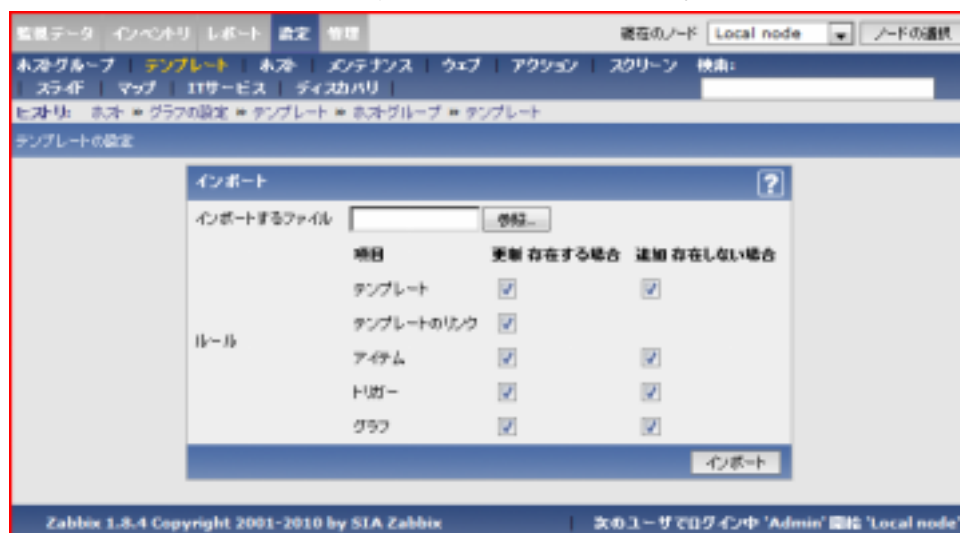 監視データ インベントリ レポート 設定 管理 現在のノード Local node ノードの選択
ホストグループ | テンプレート | ホスト | メンテナンス | ウェブ | アクション | スクリーン 検索:
| スライド | マップ | ITサービス | ディスカバリ |
ヒストリ: ホスト » グラフの設定 » テンプレート » ホストグループ » テンプレート
テンプレートの設定
インポート ?
インポートするファイル 参照...
項目 更新 存在する場合 追加 存在しない場合
テンプレート
テンプレートのリンク
ルール
アイテム
トリガー
グラフ
インポート
Zabbix 1.8.4 Copyright 2001-2010 by SIA Zabbix | 次のユーザでログイン中 'Admin' 開始 'Local node'